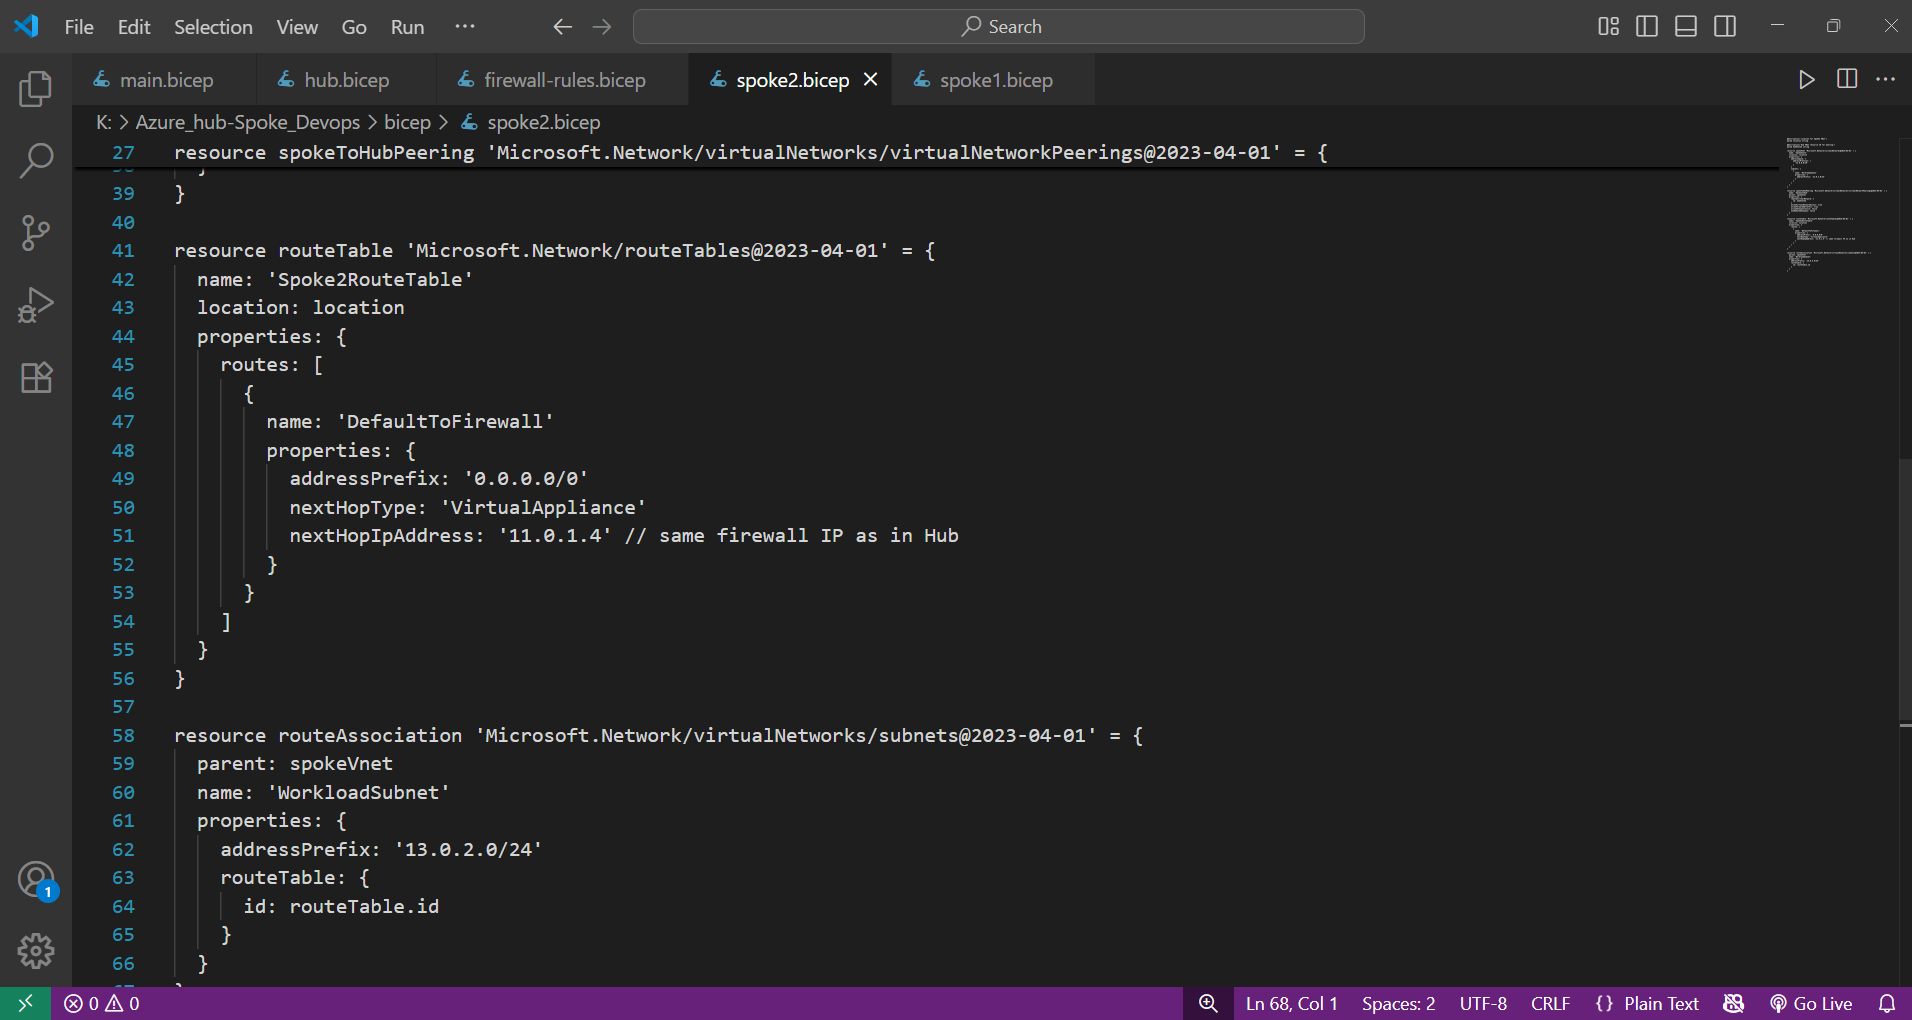 File Edit Selection View Go Run ··· Search
main.bicep hub.bicep firewall-rules.bicep spoke2.bicep spoke1.bicep
K: > Azure_hub-Spoke_Devops > bicep > spoke2.bicep
27 resource spokeToHubPeering 'Microsoft.Network/virtualNetworks/virtualNetworkPeerings@2023-04-01' = {
39 }
40
41 resource routeTable 'Microsoft.Network/routeTables@2023-04-01' = {
42 name: 'Spoke2RouteTable'
43 location: location
44 properties: {
45 routes: [
46 {
47 name: 'DefaultToFirewall'
48 properties: {
49 addressPrefix: '0.0.0.0/0'
50 nextHopType: 'VirtualAppliance'
51 nextHopIpAddress: '11.0.1.4' // same firewall IP as in Hub
52 }
53 }
54 ]
55 }
56 }
57
58 resource routeAssociation 'Microsoft.Network/virtualNetworks/subnets@2023-04-01' = {
59 parent: spokeVnet
60 name: 'WorkloadSubnet'
61 properties: {
62 addressPrefix: '13.0.2.0/24'
63 routeTable: {
64 id: routeTable.id
65 }
66 }
1
0 0 Ln 68, Col 1 Spaces: 2 UTF-8 CRLF {} Plain Text Go Live